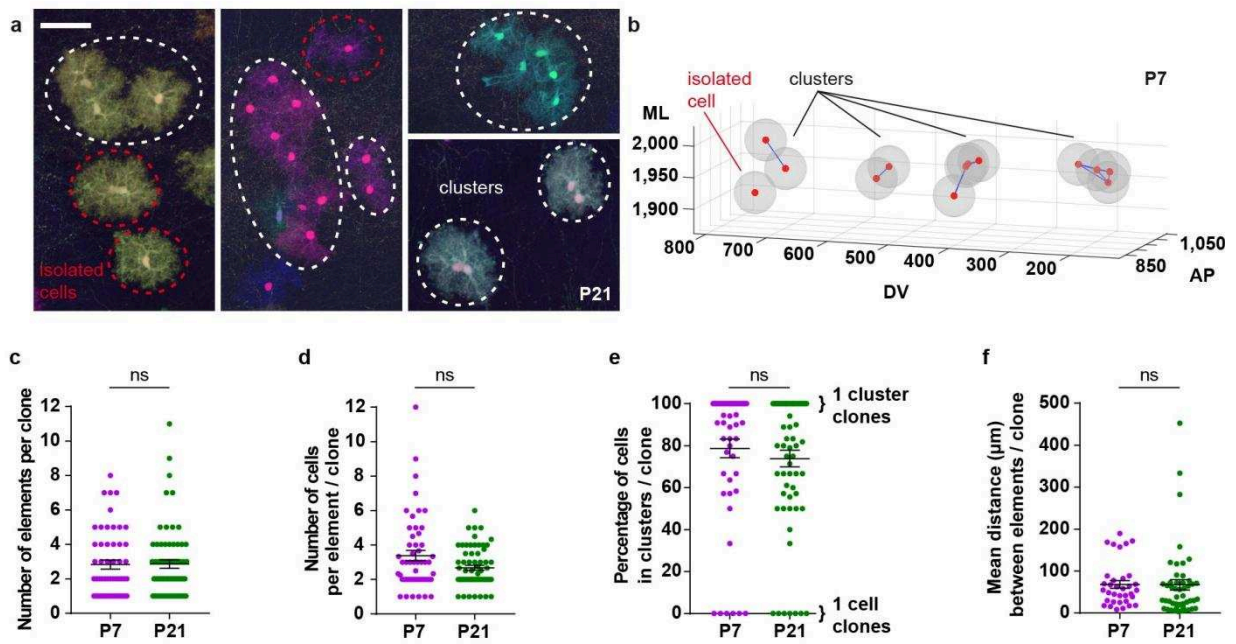 a
Isolated
cells
clusters
P21
b
P7
isolated
cell
clusters
ML
2,000
1,950
1,900
800
700
600
500
400
300
200
DV
1,050
850
AP
c
ns
Number of elements per clone
12
10
8
6
4
2
0
P7
P21
d
ns
Number of cells
per element / clone
12
10
8
6
4
2
0
P7
P21
e
ns
Percentage of cells
in clusters / clone
100
80
60
40
20
0
} 1 cluster
clones
} 1 cell
clones
P7
P21
f
ns
Mean distance (µm)
between elements / clone
500
400
300
200
100
0
P7
P21